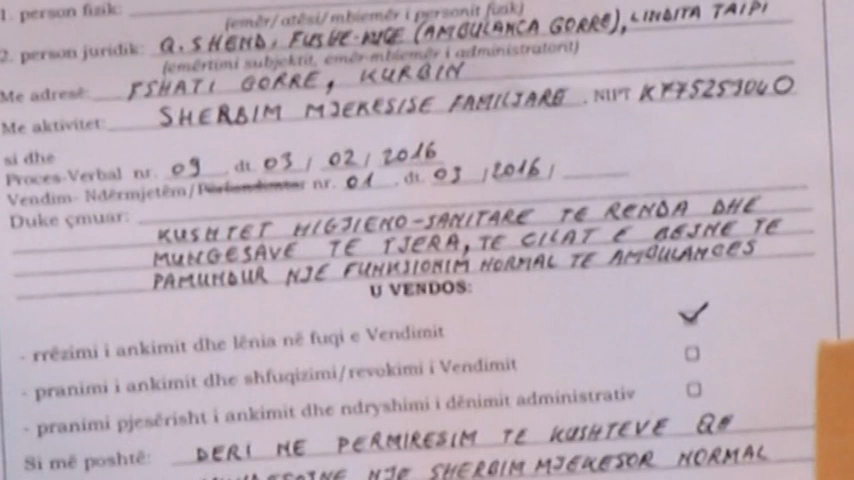 1. person fizik:
(emër/atësi/mbiemër i personit fizik)
2. person juridik: Q. SHEND, FUSHE-KUQE (AMBULANCA GORRE), LINDITA TAIPI
(emërtimi subjektit, emër-mbiemër i administratorit)
Me adresë: FSHATI GORRE, KURBIN
Me aktivitet: SHERBIM MJEKESISE FAMILJARE. NIPT
si dhe
Proces-Verbal nr. 09 dt. 03 / 02 / 2016
Vendim- Ndërmjetëm/ nr. 01 . dt. 03 /2016/
Duke çmuar:
KUSHTET HIGJIENO-SANITARE TE RENDA DHE
MUNGESAVE TE TJERA, TE CILAT E BEJNE TE
PAMUNDUR NJE FUNKSIONIM NORMAL TE AMBULANCES
U VENDOS:
- rrëzimi i ankimit dhe lënia në fuqi e Vendimit ✓
- pranimi i ankimit dhe shfuqizimi/revokimi i Vendimit ☐
- pranimi pjesërisht i ankimit dhe ndryshimi i dënimit administrativ ☐
Si më poshtë: DERI NE PERMIRESIM TE KUSHTEVE QE
NJE SHERBIM MJEKESOR NORMAL